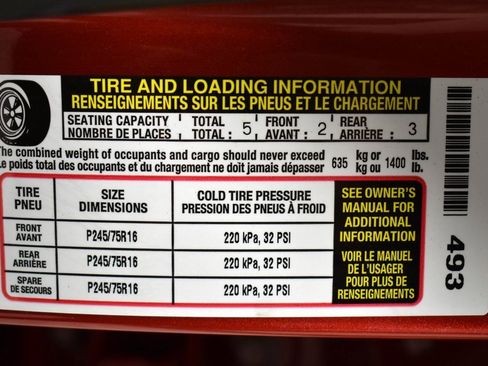 TIRE AND LOADING INFORMATION
RENSEIGNEMENTS SUR LES PNEUS ET LE CHARGEMENT
SEATING CAPACITY TOTAL FRONT REAR
NOMBRE DE PLACES TOTAL : 5 AVANT : 2 ARRIÈRE : 3
The combined weight of occupants and cargo should never exceed 635 kg or 1400 lbs.
Le poids total des occupants et du chargement ne doit jamais dépasser kg ou lb.
TIRE SIZE COLD TIRE PRESSURE
PNEU DIMENSIONS PRESSION DES PNEUS À FROID
FRONT
AVANT P245/75R16 220 kPa, 32 PSI
REAR
ARRIÈRE P245/75R16 220 kPa, 32 PSI
SPARE
DE SECOURS P245/75R16 220 kPa, 32 PSI
SEE OWNER'S
MANUAL FOR
ADDITIONAL
INFORMATION
VOIR LE MANUEL
DE L'USAGER
POUR PLUS DE
RENSEIGNEMENTS
493